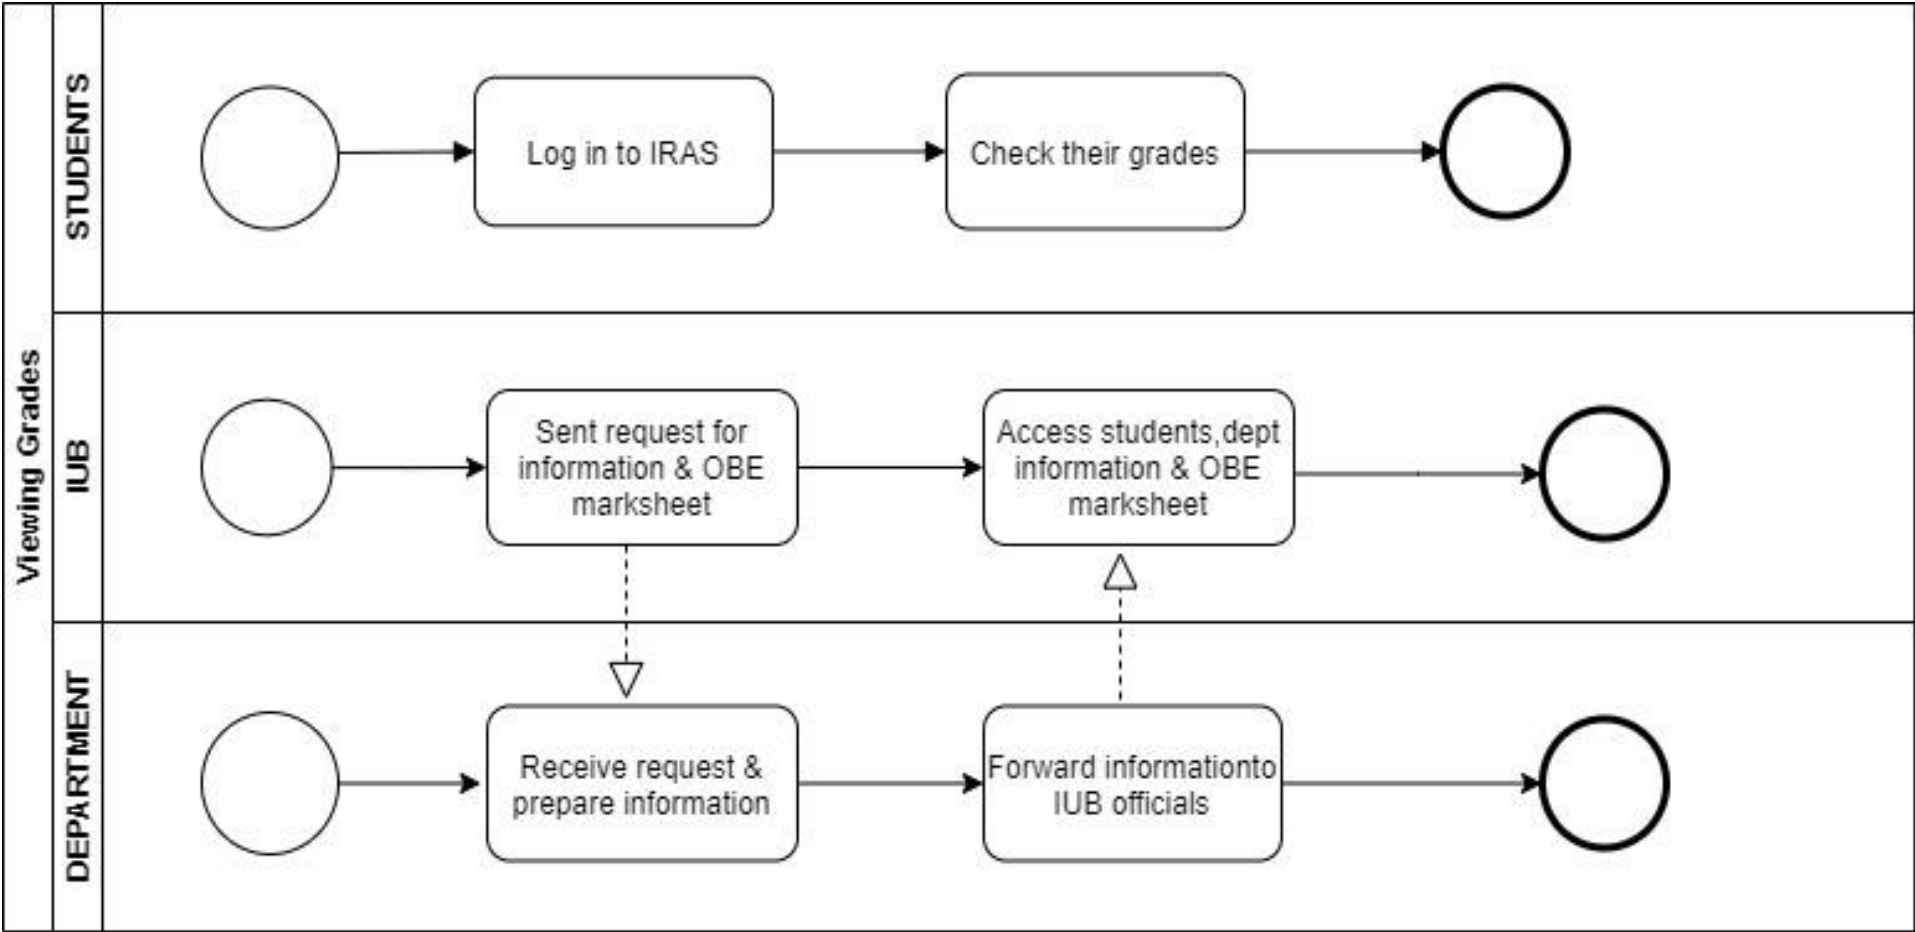 Viewing Grades
STUDENTS
Log in to IRAS
Check their grades
IUB
Sent request for
information & OBE
marksheet
Access students,dept
information & OBE
marksheet
DEPARTMENT
Receive request &
prepare information
Forward informationto
IUB officials